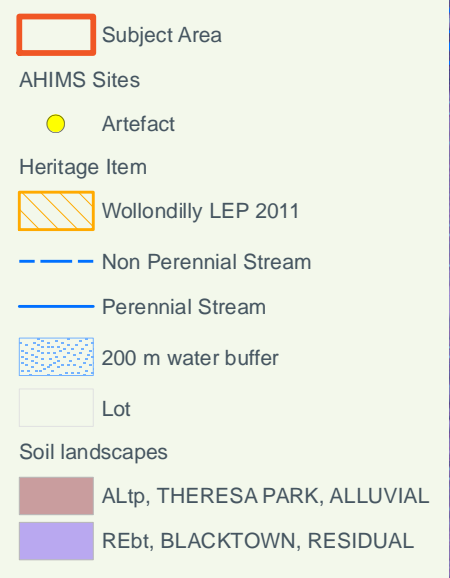 Subject Area
AHIMS Sites
Artefact
Heritage Item
Wollondilly LEP 2011
Non Perennial Stream
Perennial Stream
200 m water buffer
Lot
Soil landscapes
ALtp, THERESA PARK, ALLUVIAL
REbt, BLACKTOWN, RESIDUAL